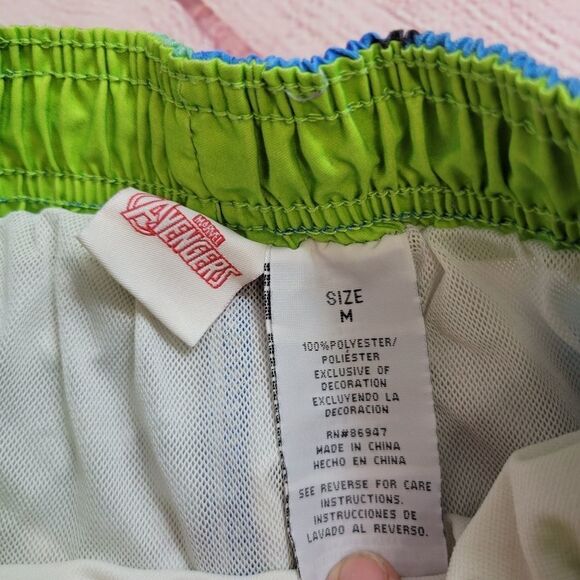 MARVEL
AVENGERS
SIZE
M
100%POLYESTER/
POLIÉSTER
EXCLUSIVE OF
DECORATION
EXCLUYENDO LA
DECORACIÓN
RN#86947
MADE IN CHINA
HECHO EN CHINA
SEE REVERSE FOR CARE
INSTRUCTIONS.
INSTRUCCIONES DE
LAVADO AL REVERSO.